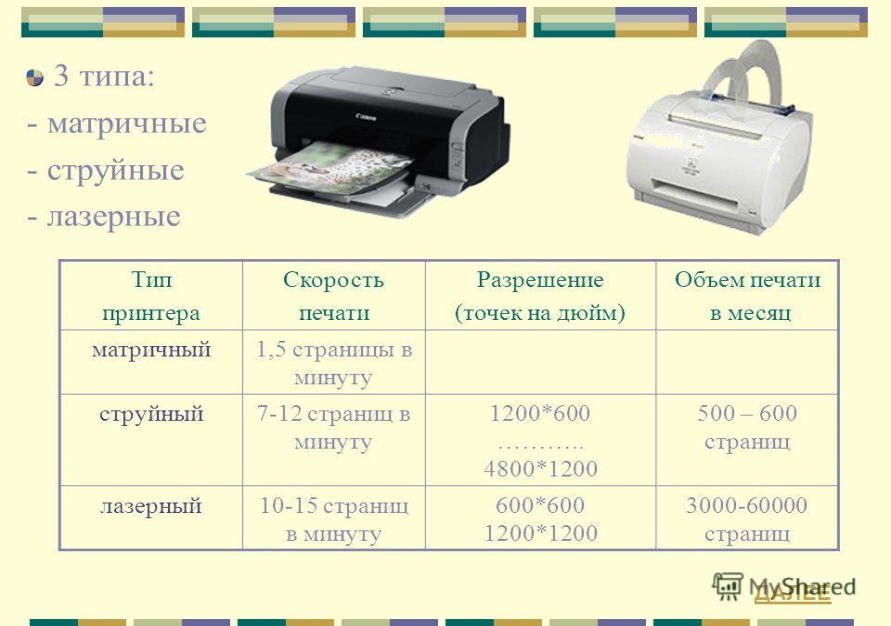 3 типа:
- матричные
- струйные
- лазерные
Canon
Тип принтера
Скорость печати
Разрешение (точек на дюйм)
Объем печати в месяц
матричный
1,5 страницы в минуту
струйный
7-12 страниц в минуту
1200*600
………..
4800*1200
500 – 600 страниц
лазерный
10-15 страниц в минуту
600*600
1200*1200
3000-60000 страниц
ДАЛЕЕ
MyShared